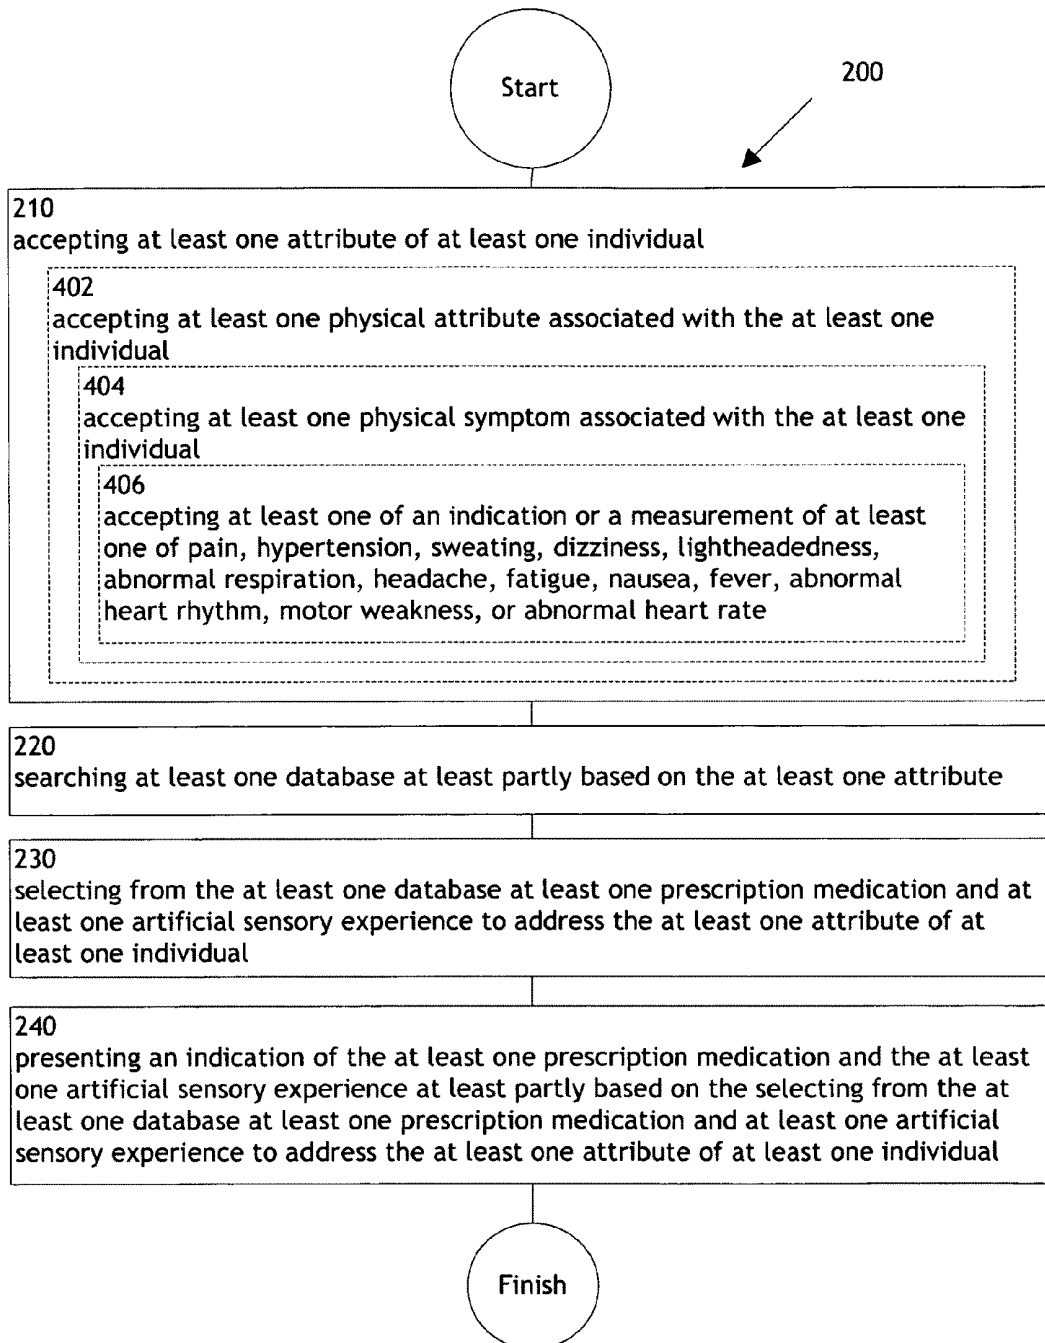 Start
200
210
accepting at least one attribute of at least one individual
402
accepting at least one physical attribute associated with the at least one
individual
404
accepting at least one physical symptom associated with the at least one
individual
406
accepting at least one of an indication or a measurement of at least
one of pain, hypertension, sweating, dizziness, lightheadedness,
abnormal respiration, headache, fatigue, nausea, fever, abnormal
heart rhythm, motor weakness, or abnormal heart rate
220
searching at least one database at least partly based on the at least one attribute
230
selecting from the at least one database at least one prescription medication and at
least one artificial sensory experience to address the at least one attribute of at
least one individual
240
presenting an indication of the at least one prescription medication and the at least
one artificial sensory experience at least partly based on the selecting from the at
least one database at least one prescription medication and at least one artificial
sensory experience to address the at least one attribute of at least one individual
Finish